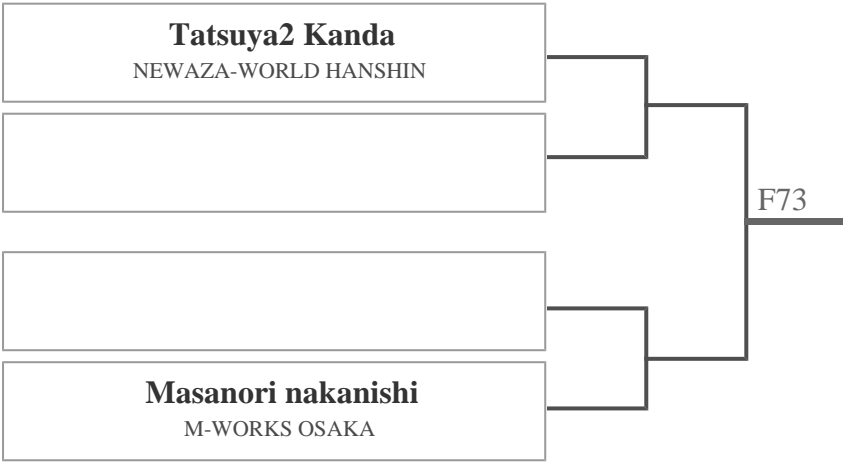 Tatsuya2 Kanda
NEWAZA-WORLD HANSHIN
F73
Masanori nakanishi
M-WORKS OSAKA